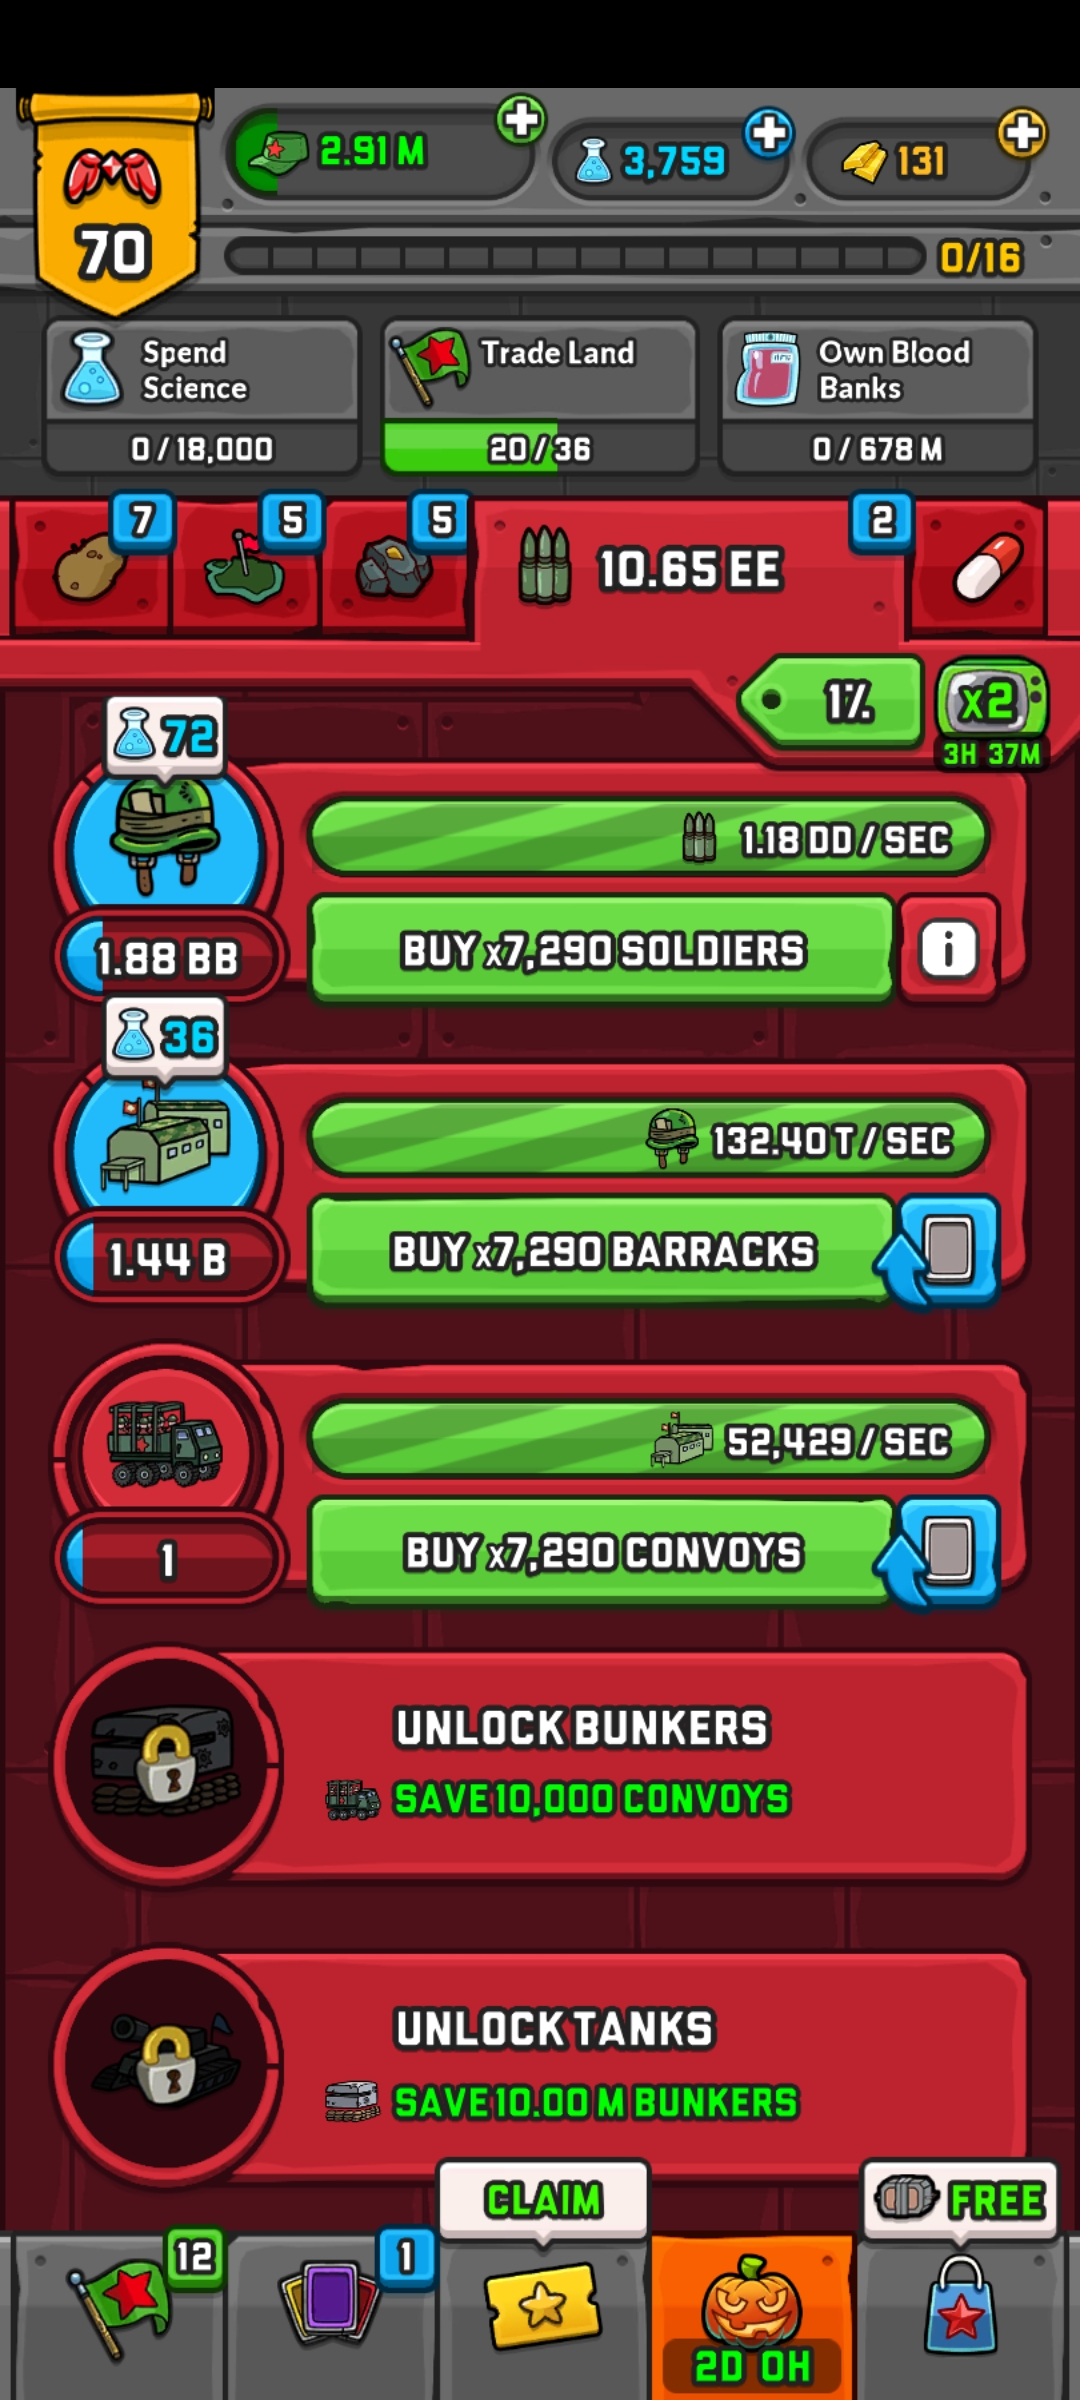 70
2.91 M
3,759
131
0/16
Spend
Science
0 / 18,000
Trade Land
20 / 36
Own Blood
Banks
0 / 678 M
7
5
5
10.65 EE
2
1%
x2
3H 37M
72
1.18 DD / SEC
1.88 BB
BUY x7,290 SOLDIERS
i
36
132.40 T / SEC
1.44 B
BUY x7,290 BARRACKS
52,429 / SEC
1
BUY x7,290 CONVOYS
UNLOCK BUNKERS
SAVE 10,000 CONVOYS
UNLOCK TANKS
SAVE 10.00 M BUNKERS
CLAIM
FREE
12
1
2D 0H